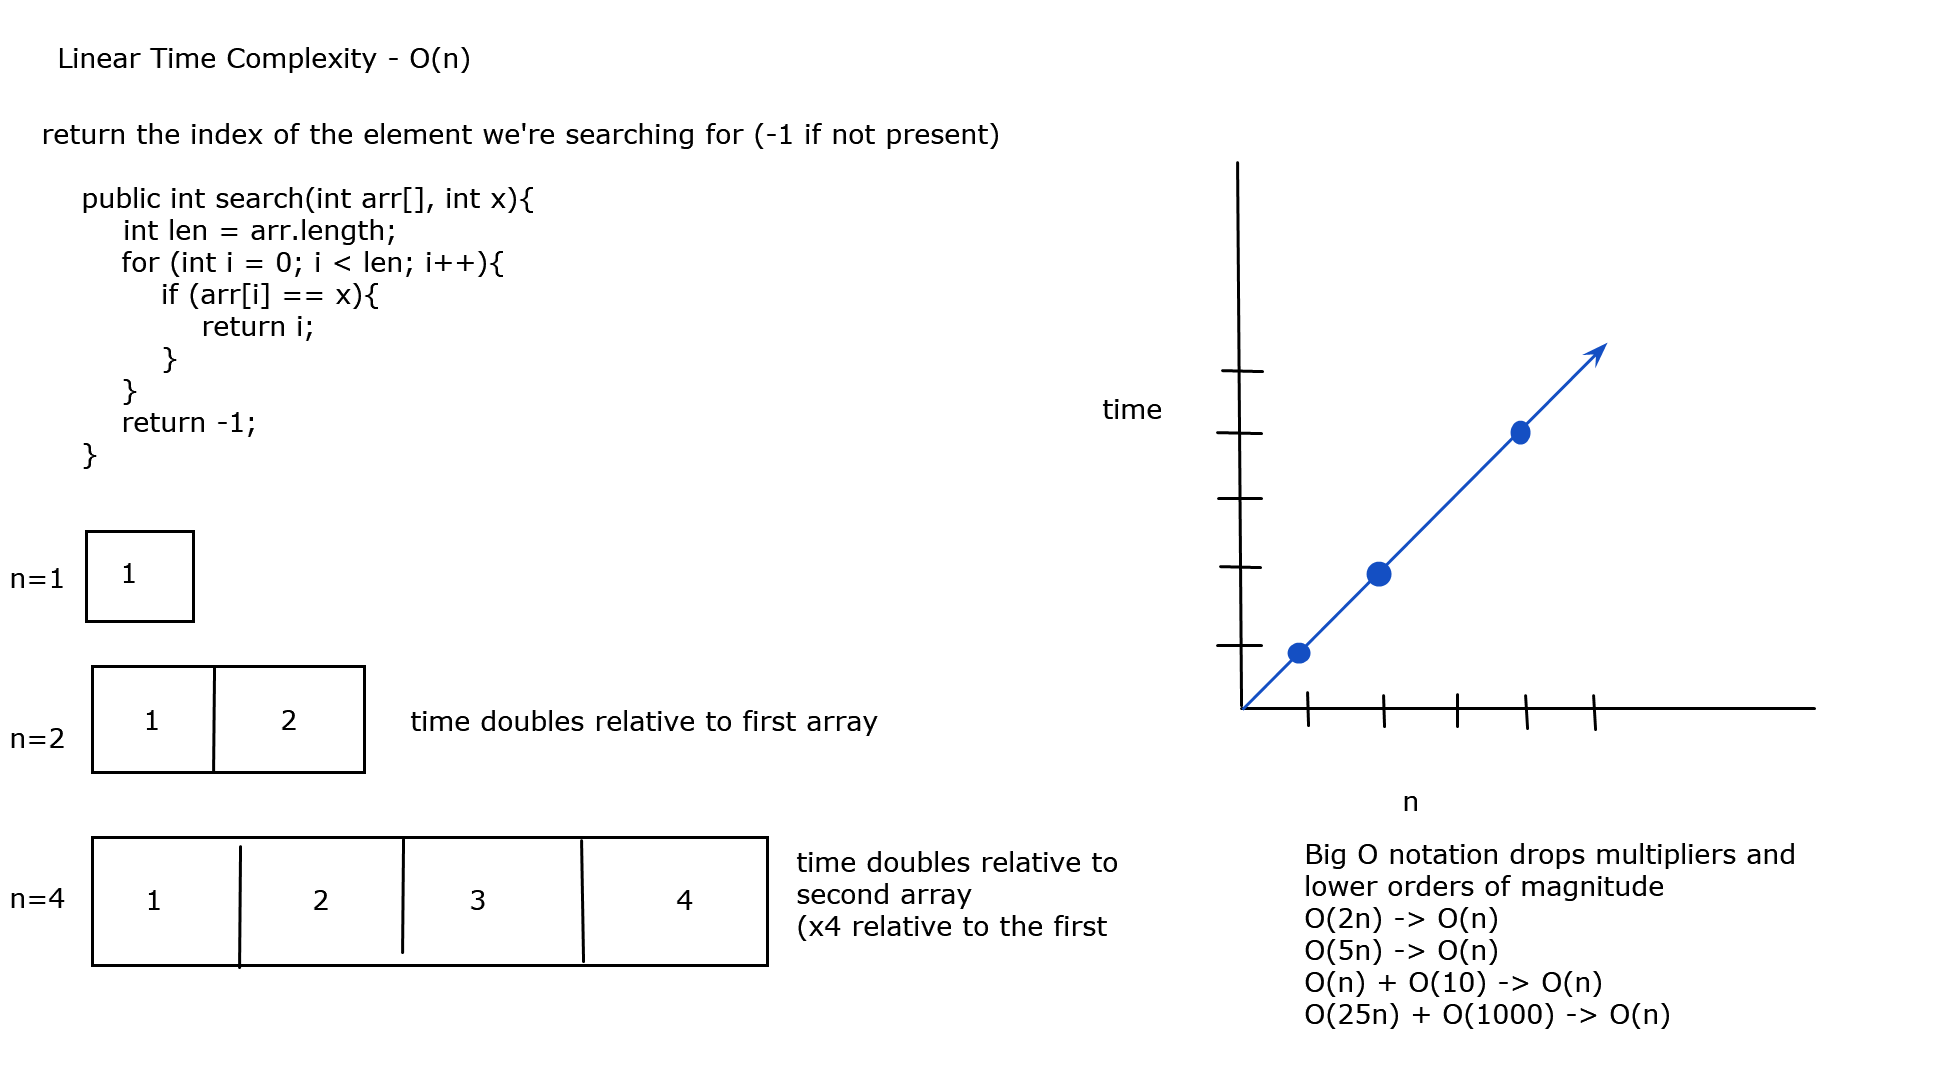 Linear Time Complexity - O(n)
return the index of the element we're searching for (-1 if not present)
public int search(int arr[], int x){
int len = arr.length;
for (int i = 0; i < len; i++){
if (arr[i] == x){
return i;
}
}
return -1;
}
n=1
1
n=2
1 2
time doubles relative to first array
n=4
1 2 3 4
time doubles relative to
second array
(x4 relative to the first
time
n
Big O notation drops multipliers and
lower orders of magnitude
O(2n) -> O(n)
O(5n) -> O(n)
O(n) + O(10) -> O(n)
O(25n) + O(1000) -> O(n)